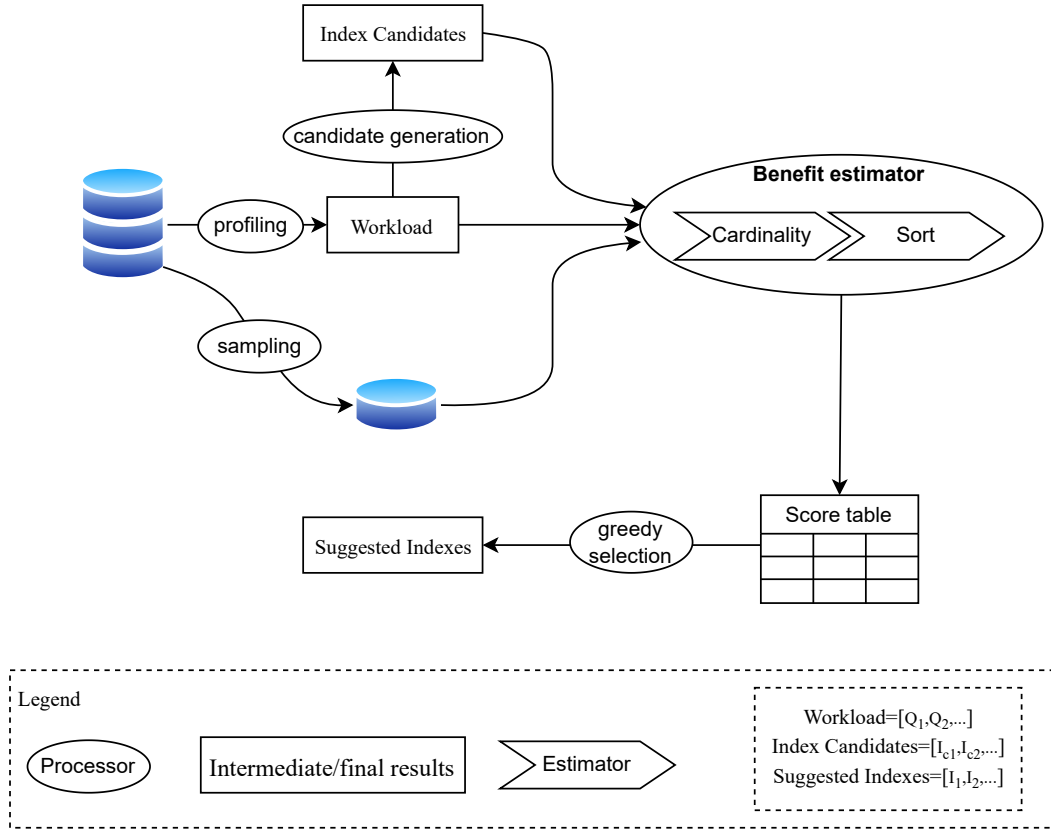 Index Candidates
candidate generation
Benefit estimator
profiling
Workload
Cardinality
Sort
sampling
Score table
greedy
selection
Suggested Indexes
Legend
Processor
Intermediate/final results
Estimator
Workload=[Q1,Q2,...]
Index Candidates=[Ic1,Ic2,...]
Suggested Indexes=[I1,I2,...]